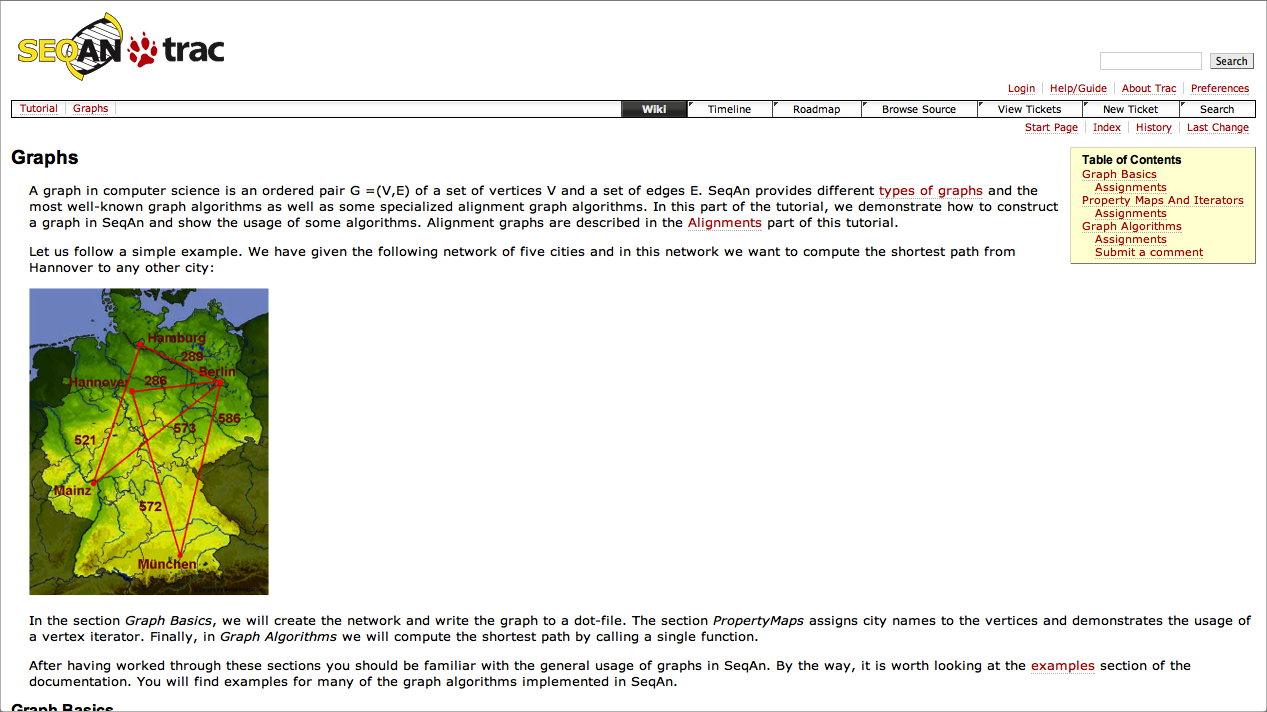 SEQAN trac
Search
Login Help/Guide About Trac Preferences
Tutorial Graphs Wiki Timeline Roadmap Browse Source View Tickets New Ticket Search
Start Page Index History Last Change
Graphs
A graph in computer science is an ordered pair G =(V,E) of a set of vertices V and a set of edges E. SeqAn provides different types of graphs and the
most well-known graph algorithms as well as some specialized alignment graph algorithms. In this part of the tutorial, we demonstrate how to construct
a graph in SeqAn and show the usage of some algorithms. Alignment graphs are described in the Alignments part of this tutorial.
Let us follow a simple example. We have given the following network of five cities and in this network we want to compute the shortest path from
Hannover to any other city:
Table of Contents
Graph Basics
Assignments
Property Maps And Iterators
Assignments
Graph Algorithms
Assignments
Submit a comment
Hamburg
289
Berlin
Hannover 286
586
573
521
Mainz
572
München
In the section Graph Basics, we will create the network and write the graph to a dot-file. The section PropertyMaps assigns city names to the vertices and demonstrates the usage of
a vertex iterator. Finally, in Graph Algorithms we will compute the shortest path by calling a single function.
After having worked through these sections you should be familiar with the general usage of graphs in SeqAn. By the way, it is worth looking at the examples section of the
documentation. You will find examples for many of the graph algorithms implemented in SeqAn.
Graph Basics